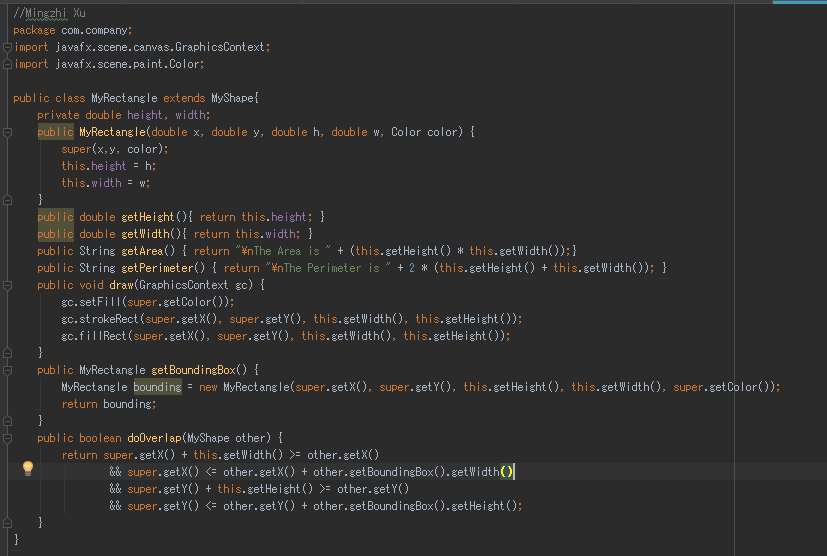 //Mingzhi Xu
package com.company;
import javafx.scene.canvas.GraphicsContext;
import javafx.scene.paint.Color;
public class MyRectangle extends MyShape{
private double height, width;
public MyRectangle(double x, double y, double h, double w, Color color) {
super(x,y, color);
this.height = h;
this.width = w;
}
public double getHeight(){ return this.height; }
public double getWidth(){ return this.width; }
public String getArea() { return "¥nThe Area is " + (this.getHeight() * this.getWidth());}
public String getPerimeter() { return "¥nThe Perimeter is " + 2 * (this.getHeight() + this.getWidth()); }
public void draw(GraphicsContext gc) {
gc.setFill(super.getColor());
gc.strokeRect(super.getX(), super.getY(), this.getWidth(), this.getHeight());
gc.fillRect(super.getX(), super.getY(), this.getWidth(), this.getHeight());
}
public MyRectangle getBoundingBox() {
MyRectangle bounding = new MyRectangle(super.getX(), super.getY(), this.getHeight(), this.getWidth(), super.getColor());
return bounding;
}
public boolean doOverlap(MyShape other) {
return super.getX() + this.getWidth() >= other.getX()
&& super.getX() <= other.getX() + other.getBoundingBox().getWidth()
&& super.getY() + this.getHeight() >= other.getY()
&& super.getY() <= other.getY() + other.getBoundingBox().getHeight();
}
}